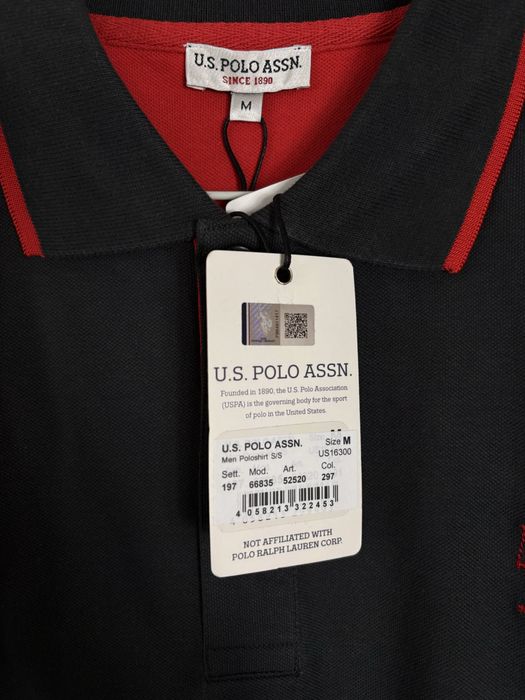 U.S. POLO ASSN.
SINCE 1890
M
U.S. POLO ASSN.
Founded in 1890, the U.S. Polo Association
(USPA) is the governing body for the sport
of polo in the United States.
U.S. POLO ASSN. Size M
Men Poloshirt S/S US16300
Sett. Mod. Art. Col.
197 66835 52520 297
4 058213 322453
NOT AFFILIATED WITH
POLO RALPH LAUREN CORP.